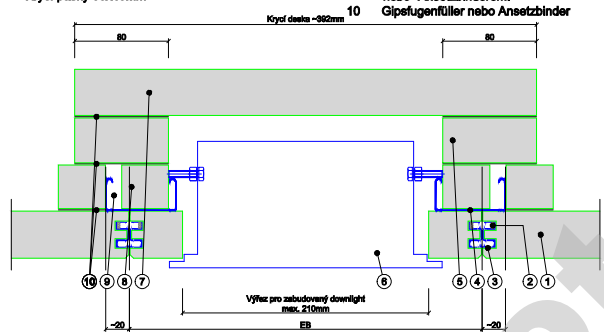 10 Gipsfugenfüller nebo Ansetzbinder
Krycí deska ~392mm
80 80
10 9 8 7 6 5 4 3 2 1
Výřez pro zabudovaný downlight
max. 210mm
~20 EB ~20